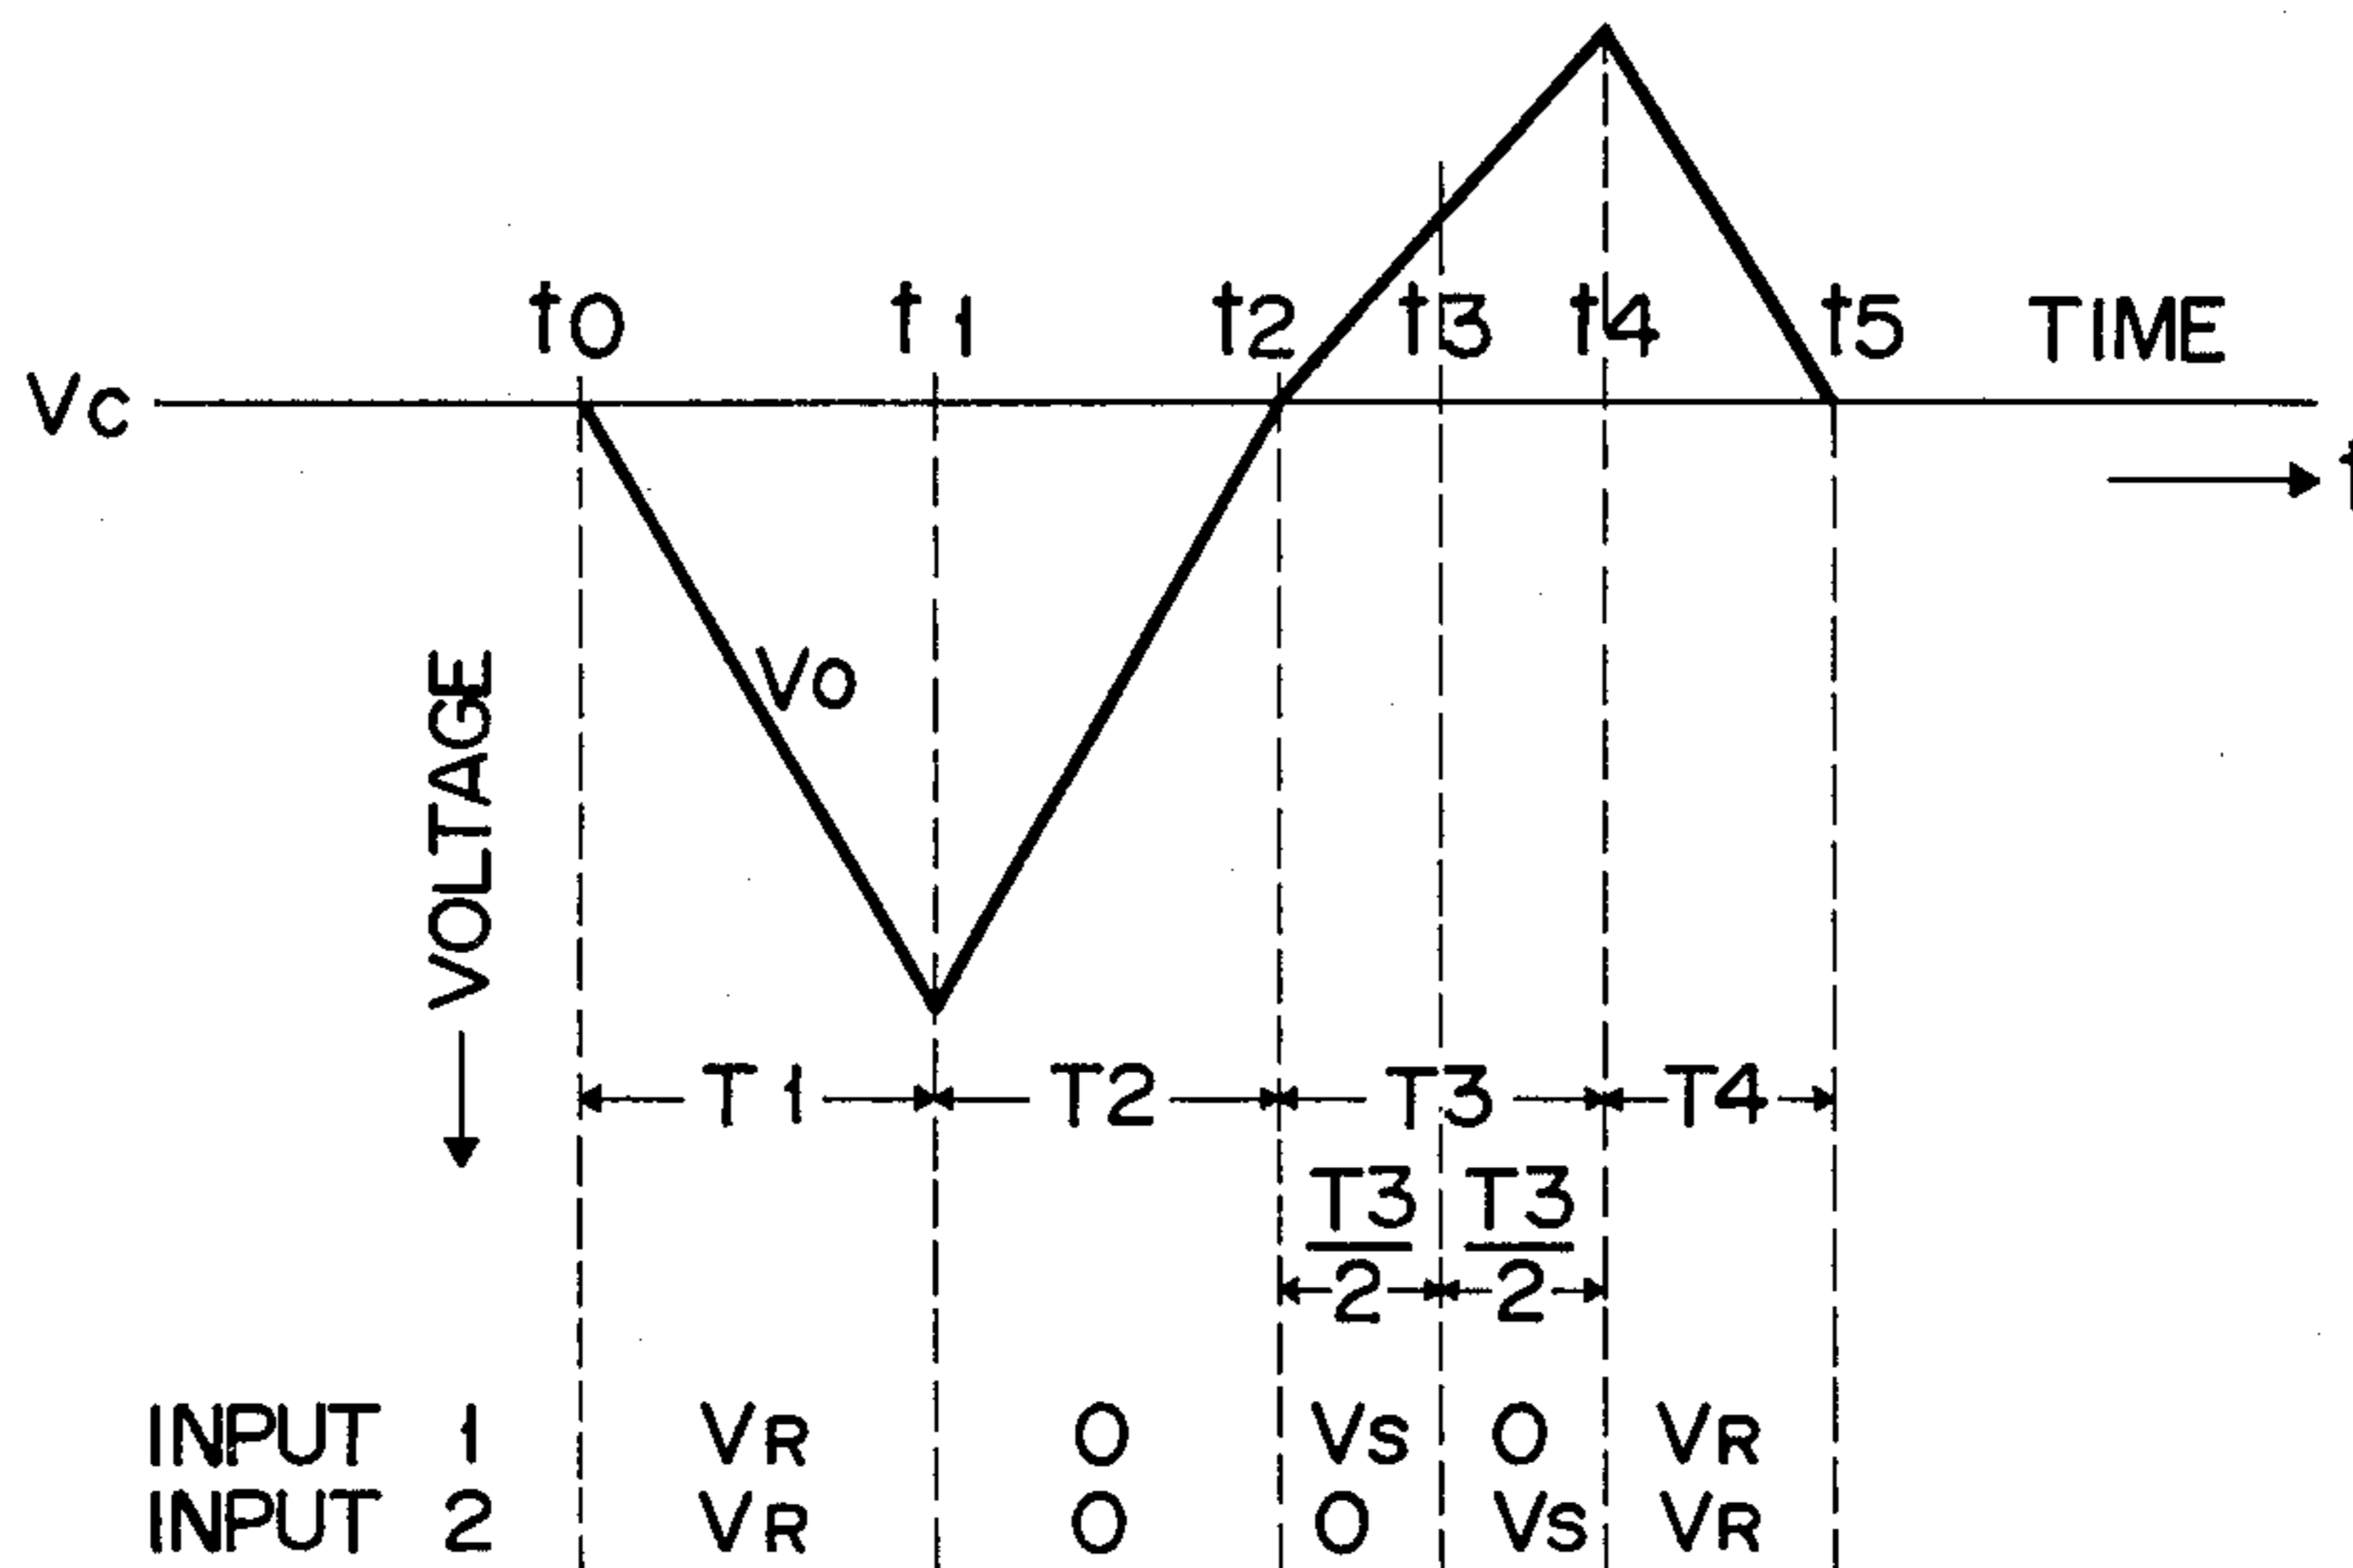 t0 t1 t2 t3 t4 t5 TIME
Vc
t
Vo
VOLTAGE
T1 T2 T3 T4
T3/2 T3/2
INPUT 1 VR 0 Vs 0 VR
INPUT 2 VR 0 0 Vs VR